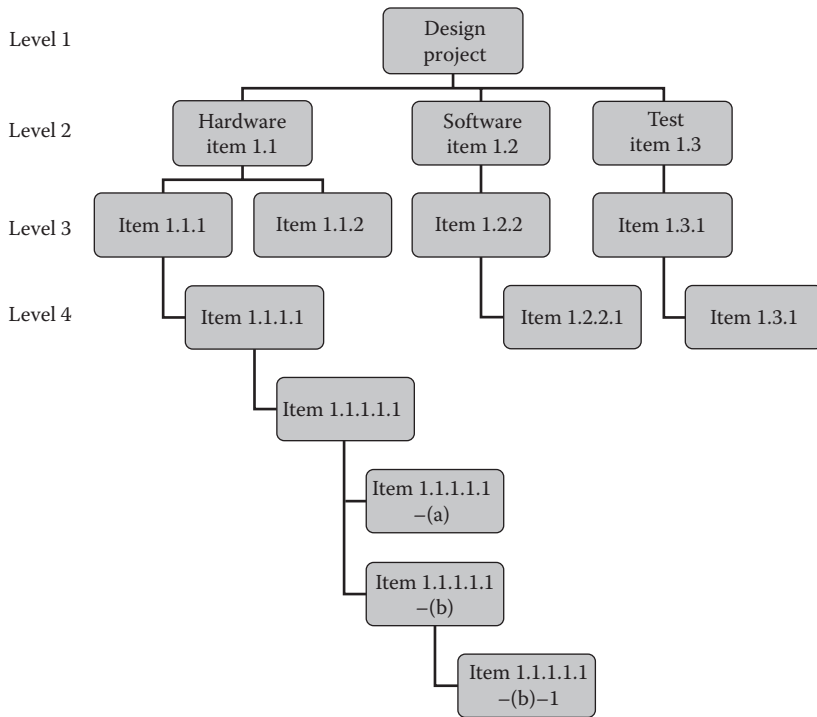 Level 1
Design
project
Level 2
Hardware
item 1.1
Software
item 1.2
Test
item 1.3
Level 3
Item 1.1.1
Item 1.1.2
Item 1.2.2
Item 1.3.1
Level 4
Item 1.1.1.1
Item 1.2.2.1
Item 1.3.1
Item 1.1.1.1.1
Item 1.1.1.1.1
–(a)
Item 1.1.1.1.1
–(b)
Item 1.1.1.1.1
–(b)–1